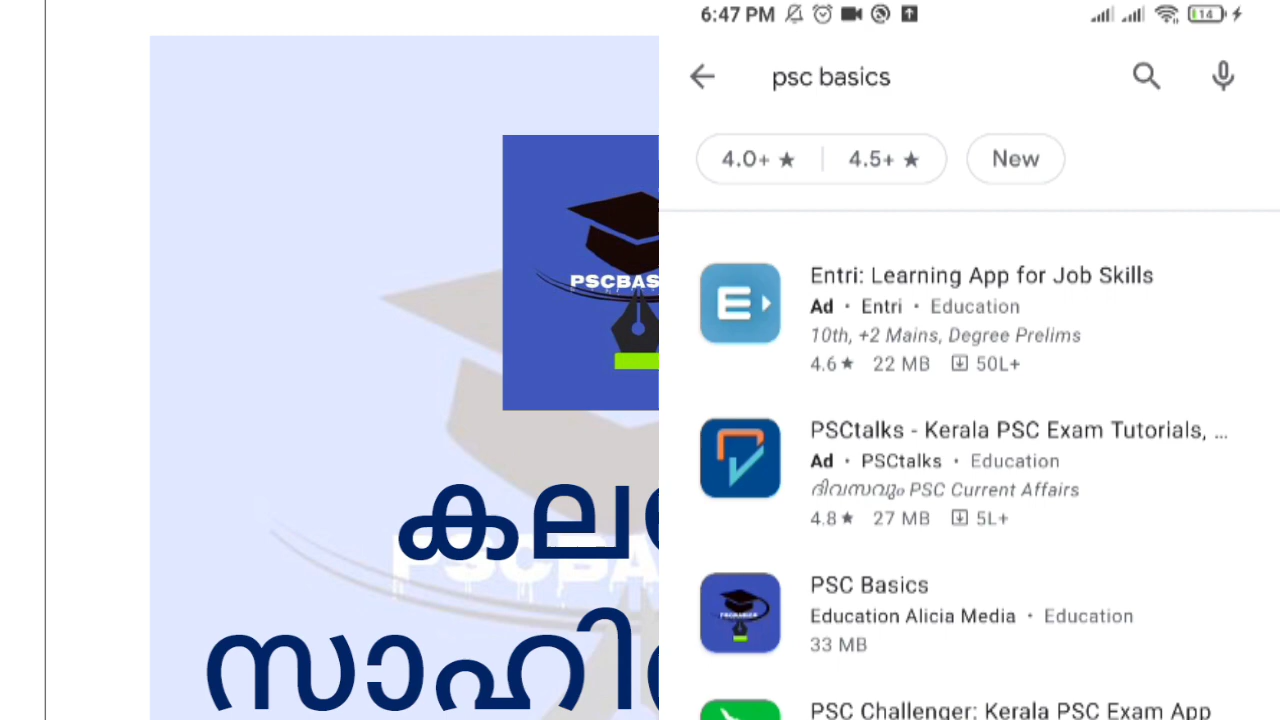 PSCBAS
കല
സാഹി
6:47 PM
14
psc basics
4.0+ ★
4.5+ ★
New
Entri: Learning App for Job Skills
Ad · Entri · Education
10th, +2 Mains, Degree Prelims
4.6 ★ 22 MB 50L+
PSCtalks - Kerala PSC Exam Tutorials, ...
Ad · PSCtalks · Education
ദിവസവും PSC Current Affairs
4.8 ★ 27 MB 5L+
PSC Basics
Education Alicia Media · Education
33 MB
PSC Challenger: Kerala PSC Exam App